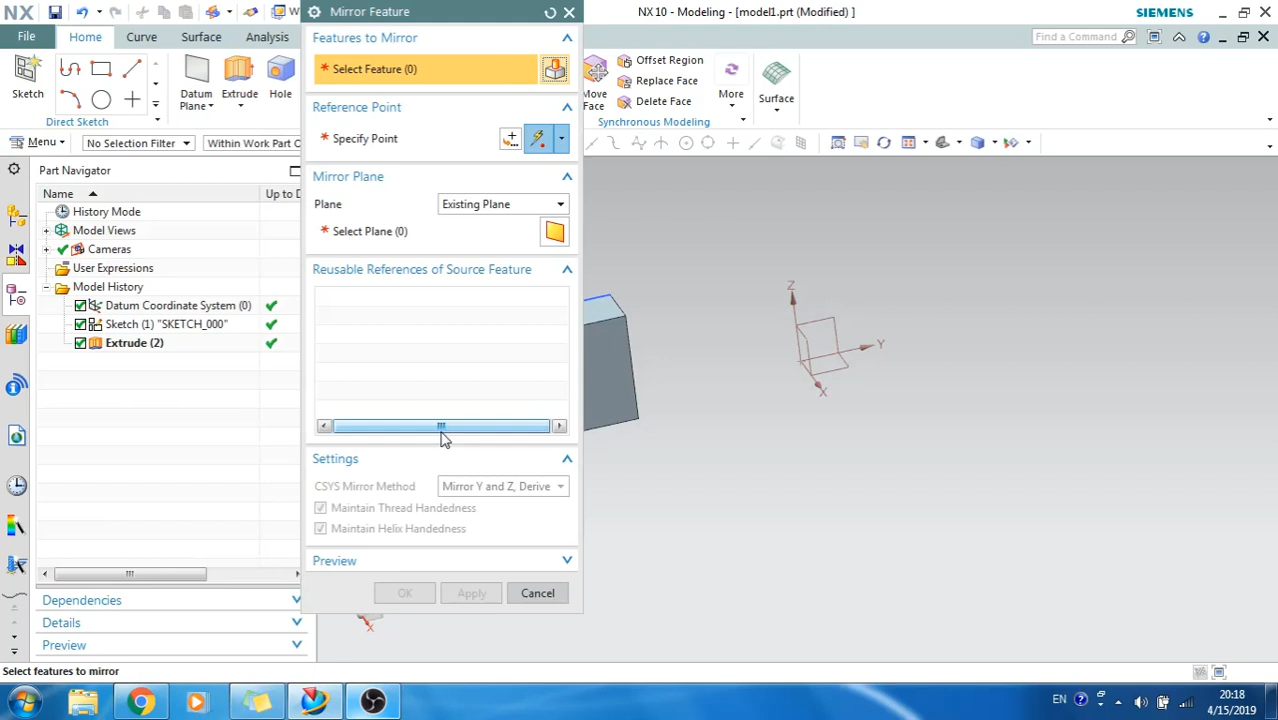 NX
Mirror Feature
NX 10 - Modeling - [model1.prt (Modified) ]
SIEMENS
File
Home
Curve
Surface
Analysis
Find a Command
Sketch
Datum
Plane
Extrude
Hole
Direct Sketch
Move
Face
Offset Region
Replace Face
Delete Face
More
Surface
Synchronous Modeling
Menu
No Selection Filter
Within Work Part O
Features to Mirror
* Select Feature (0)
Reference Point
* Specify Point
Mirror Plane
Plane
Existing Plane
* Select Plane (0)
Reusable References of Source Feature
Settings
CSYS Mirror Method
Mirror Y and Z, Derive
Maintain Thread Handedness
Maintain Helix Handedness
Preview
OK
Apply
Cancel
Part Navigator
Name
Up to D
History Mode
Model Views
Cameras
User Expressions
Model History
Datum Coordinate System (0)
Sketch (1) "SKETCH_000"
Extrude (2)
Dependencies
Details
Preview
Z
Y
X
X
Select features to mirror
EN
20:18
4/15/2019